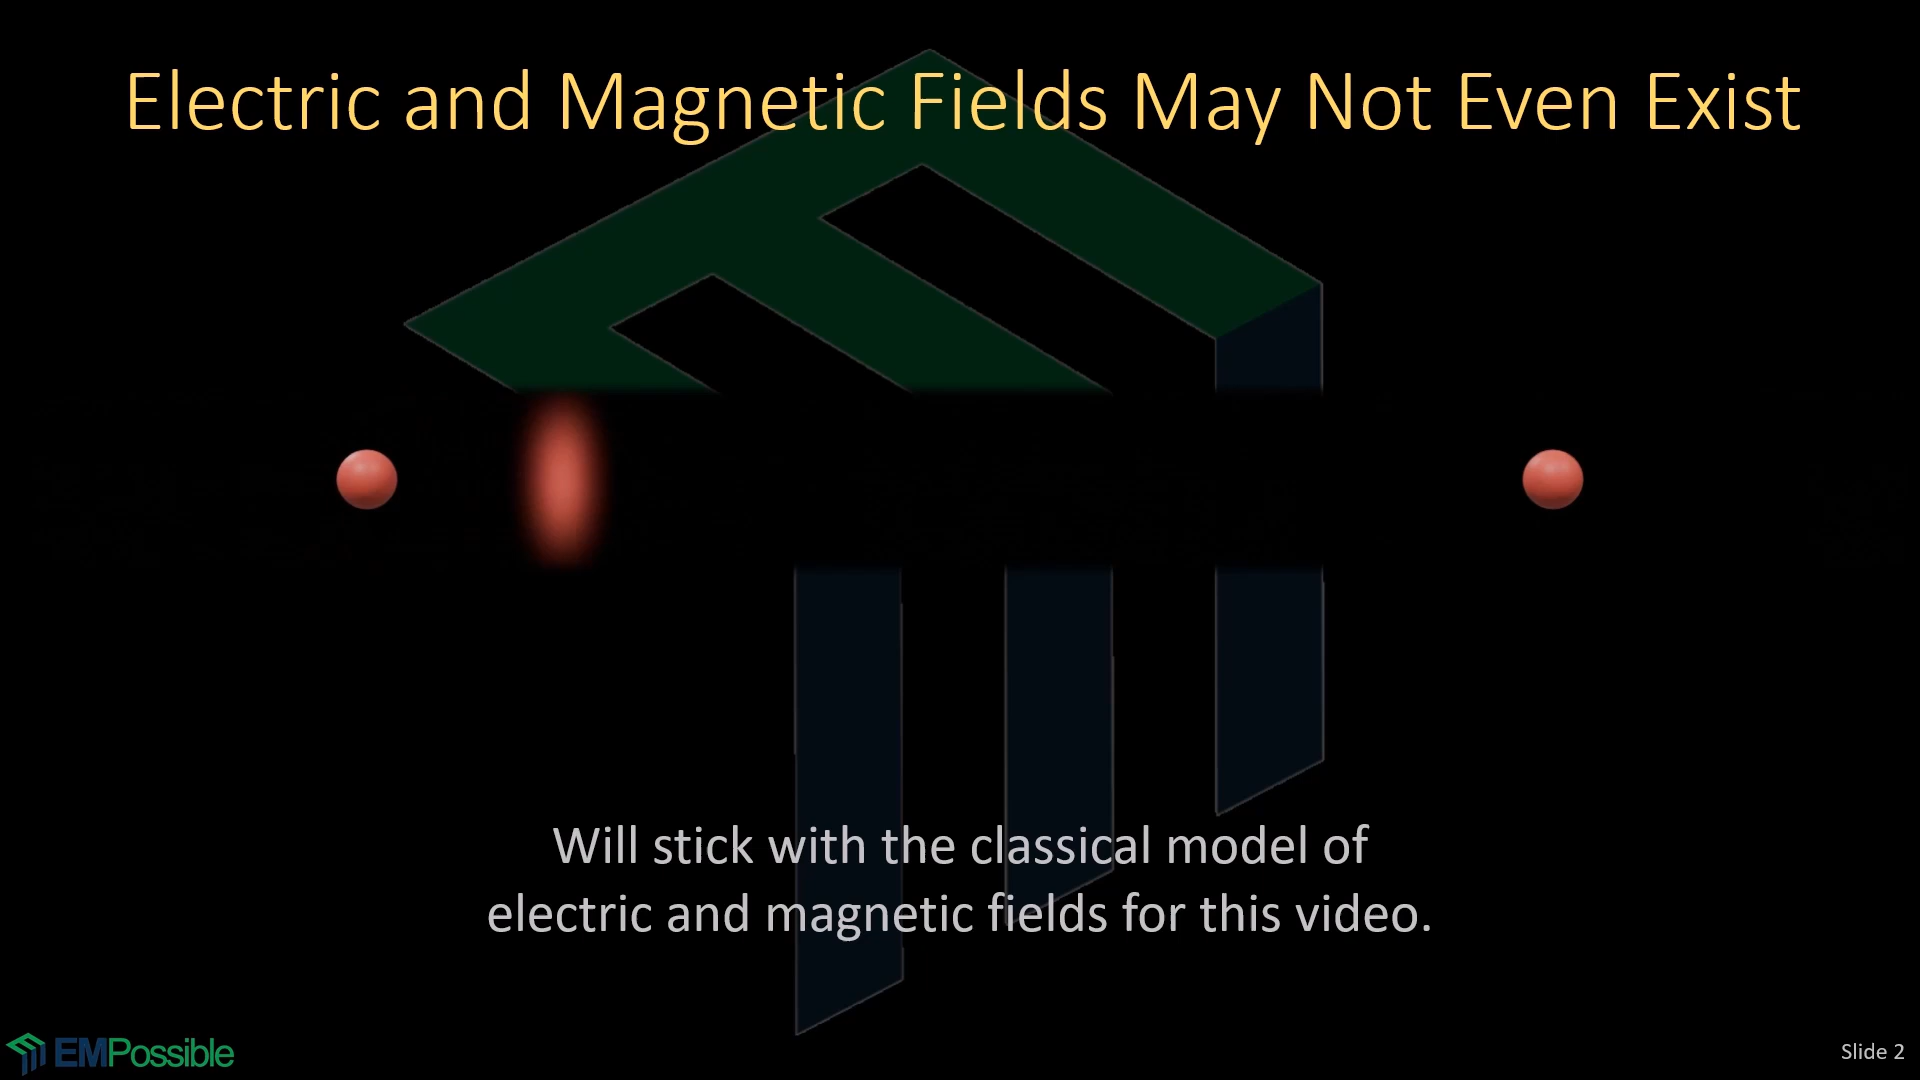 Electric and Magnetic Fields May Not Even Exist
Will stick with the classical model of
electric and magnetic fields for this video.
EMPossible
Slide 2